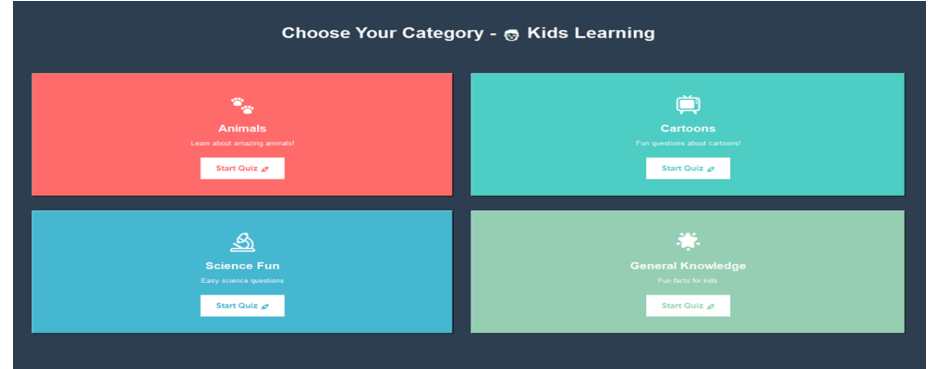 Choose Your Category - 👦 Kids Learning
Animals
Learn about amazing animals!
Start Quiz 🚀
Cartoons
Fun questions about cartoons!
Start Quiz 🚀
Science Fun
Easy science questions
Start Quiz 🚀
General Knowledge
Fun facts for kids
Start Quiz 🚀